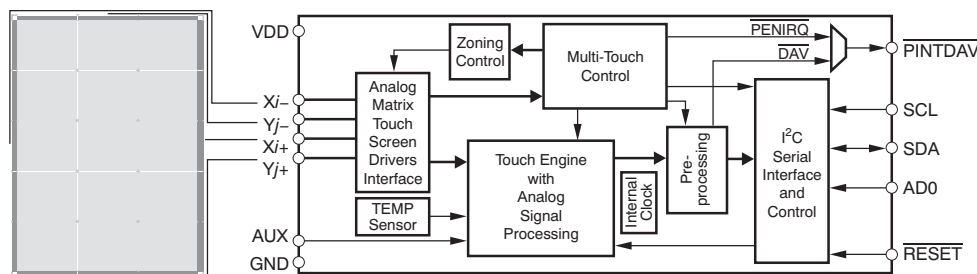 VDD
Xi–
Yj–
Xi+
Yj+
AUX
GND
Zoning
Control
Multi-Touch
Control
PENIRQ
DAV
PINTDAV
Analog
Matrix
Touch
Screen
Drivers
Interface
Touch Engine
with
Analog
Signal
Processing
TEMP
Sensor
Internal
Clock
Pre-
processing
I²C
Serial
Interface
and
Control
SCL
SDA
AD0
RESET